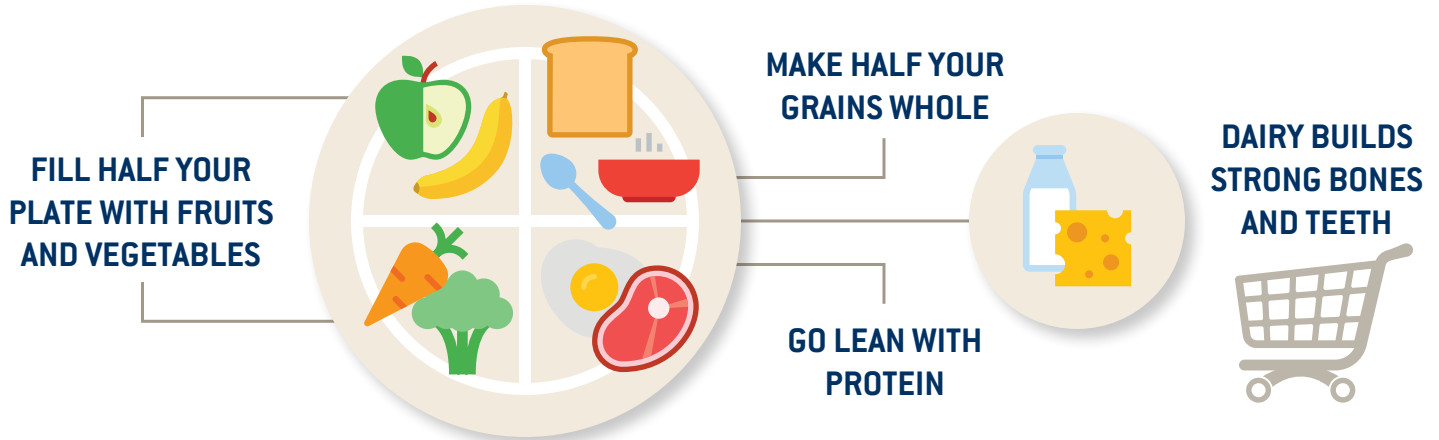 FILL HALF YOUR
PLATE WITH FRUITS
AND VEGETABLES
MAKE HALF YOUR
GRAINS WHOLE
GO LEAN WITH
PROTEIN
DAIRY BUILDS
STRONG BONES
AND TEETH